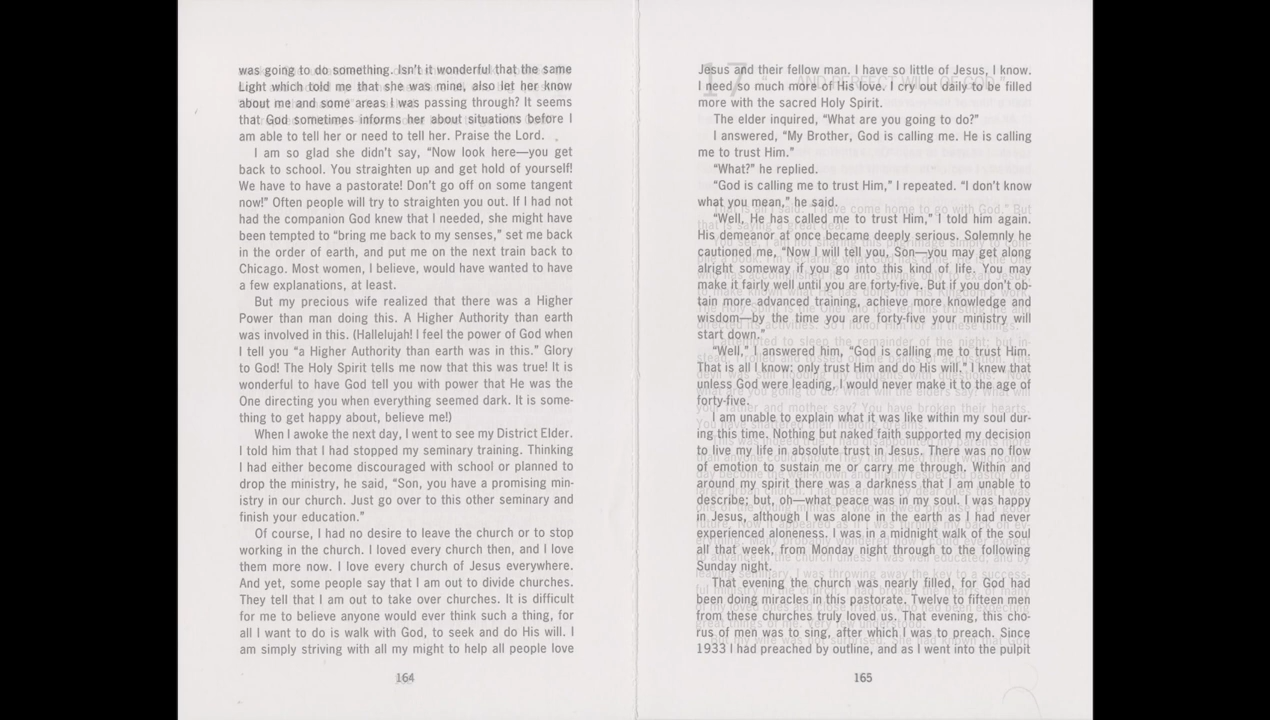 was going to do something. Isn't it wonderful that the same
Light which told me that she was mine, also let her know
about me and some areas I was passing through? It seems
that God sometimes informs her about situations before I
am able to tell her or need to tell her. Praise the Lord.
I am so glad she didn't say, “Now look here—you get
back to school. You straighten up and get hold of yourself!
We have to have a pastorate! Don't go off on some tangent
now!” Often people will try to straighten you out. If I had not
had the companion God knew that I needed, she might have
been tempted to “bring me back to my senses,” set me back
in the order of earth, and put me on the next train back to
Chicago. Most women, I believe, would have wanted to have
a few explanations, at least.
But my precious wife realized that there was a Higher
Power than man doing this. A Higher Authority than earth
was involved in this. (Hallelujah! I feel the power of God when
I tell you “a Higher Authority than earth was in this.” Glory
to God! The Holy Spirit tells me now that this was true! It is
wonderful to have God tell you with power that He was the
One directing you when everything seemed dark. It is some-
thing to get happy about, believe me!)
When I awoke the next day, I went to see my District Elder.
I told him that I had stopped my seminary training. Thinking
I had either become discouraged with school or planned to
drop the ministry, he said, “Son, you have a promising min-
istry in our church. Just go over to this other seminary and
finish your education.”
Of course, I had no desire to leave the church or to stop
working in the church. I loved every church then, and I love
them more now. I love every church of Jesus everywhere.
And yet, some people say that I am out to divide churches.
They tell that I am out to take over churches. It is difficult
for me to believe anyone would ever think such a thing, for
all I want to do is walk with God, to seek and do His will. I
am simply striving with all my might to help all people love
164
Jesus and their fellow man. I have so little of Jesus, I know.
I need so much more of His love. I cry out daily to be filled
more with the sacred Holy Spirit.
The elder inquired, “What are you going to do?”
I answered, “My Brother, God is calling me. He is calling
me to trust Him.”
“What?” he replied.
“God is calling me to trust Him,” I repeated. “I don't know
what you mean,” he said.
“Well, He has called me to trust Him,” I told him again.
His demeanor at once became deeply serious. Solemnly he
cautioned me, “Now I will tell you, Son—you may get along
alright someway if you go into this kind of life. You may
make it fairly well until you are forty-five. But if you don't ob-
tain more advanced training, achieve more knowledge and
wisdom—by the time you are forty-five your ministry will
start down.”
“Well,” I answered him, “God is calling me to trust Him.
That is all I know: only trust Him and do His will.” I knew that
unless God were leading, I would never make it to the age of
forty-five.
I am unable to explain what it was like within my soul dur-
ing this time. Nothing but naked faith supported my decision
to live my life in absolute trust in Jesus. There was no flow
of emotion to sustain me or carry me through. Within and
around my spirit there was a darkness that I am unable to
describe; but, oh—what peace was in my soul. I was happy
in Jesus, although I was alone in the earth as I had never
experienced aloneness. I was in a midnight walk of the soul
all that week, from Monday night through to the following
Sunday night.
That evening the church was nearly filled, for God had
been doing miracles in this pastorate. Twelve to fifteen men
from these churches truly loved us. That evening, this cho-
rus of men was to sing, after which I was to preach. Since
1933 I had preached by outline, and as I went into the pulpit
165